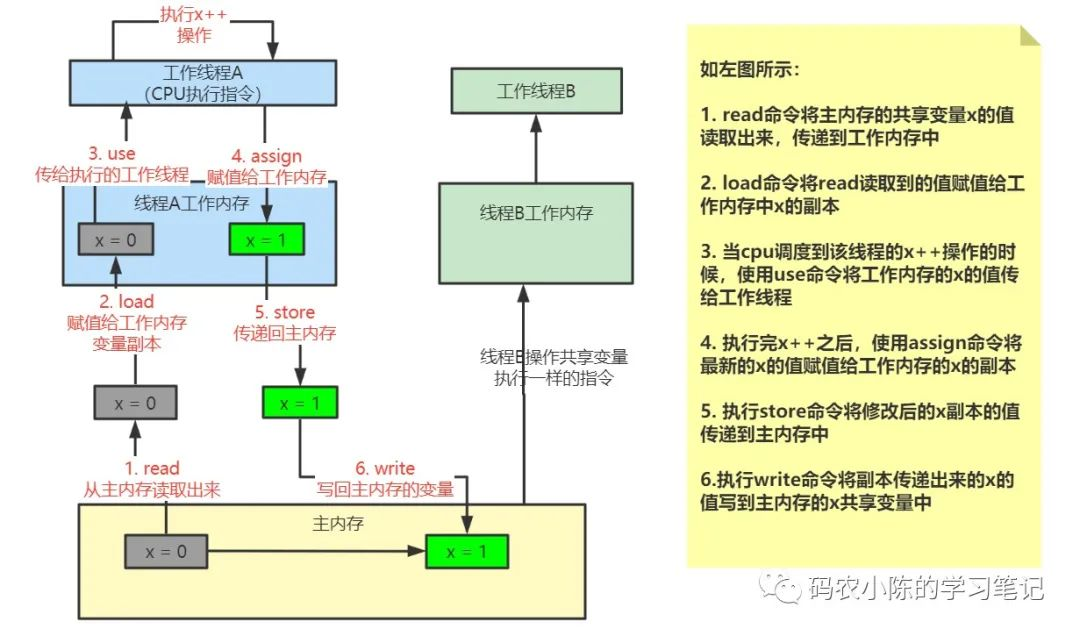 执行x++
操作
工作线程A
（CPU执行指令）
3. use
传给执行的工作线程
4. assign
赋值给工作内存
线程A工作内存
x = 0
x = 1
2. load
赋值给工作内存
变量副本
5. store
传递回主内存
x = 0
x = 1
1. read
从主内存读取出来
6. write
写回主内存的变量
主内存
x = 0
x = 1
工作线程B
线程B工作内存
线程B操作共享变量
执行一样的指令
如左图所示：
1. read命令将主内存的共享变量x的值
读取出来，传递到工作内存中
2. load命令将read读取到的值赋值给工
作内存中x的副本
3. 当cpu调度到该线程的x++操作的时
候，使用use命令将工作内存的x的值传
给工作线程
4. 执行完x++之后，使用assign命令将
最新的x的值赋值给工作内存的x的副本
5. 执行store命令将修改后的x副本的值
传递到主内存中
6.执行write命令将副本传递出来的x的
值写到主内存的x共享变量中
码农小陈的学习笔记